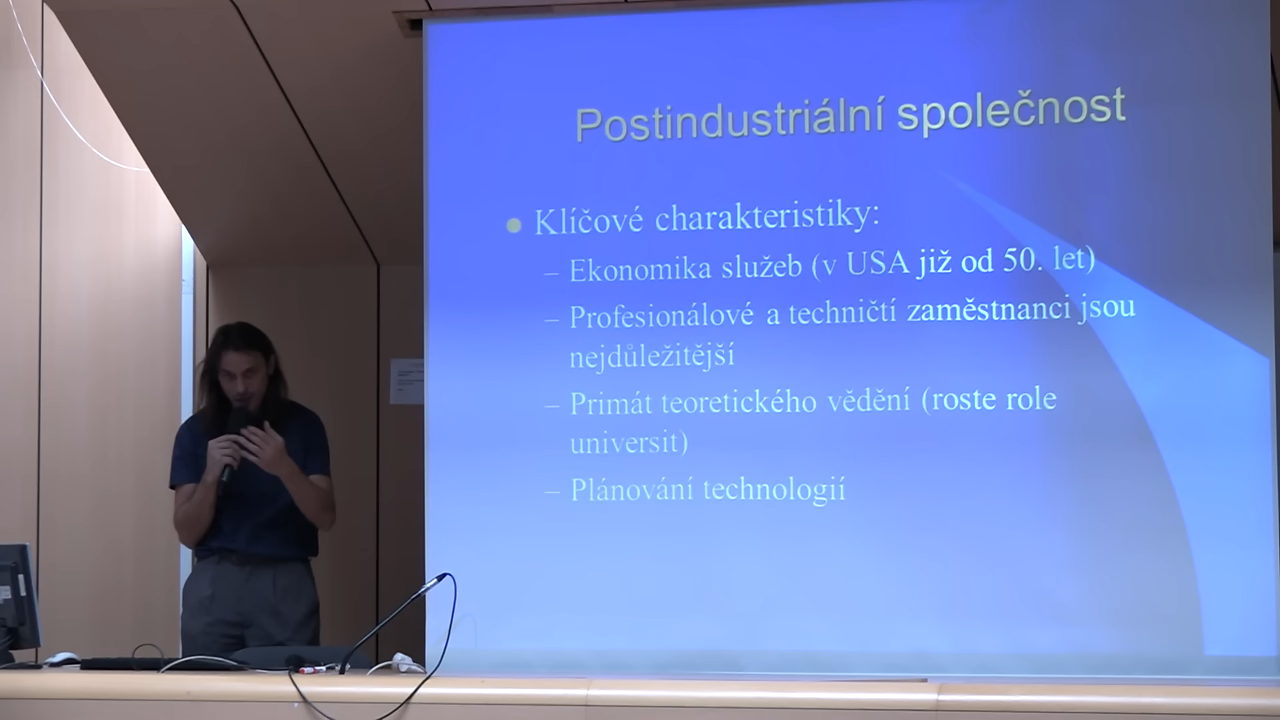 Postindustriální společnost
Klíčové charakteristiky:
– Ekonomika služeb (v USA již od 50. let)
– Profesionálové a techničtí zaměstnanci jsou
nejdůležitější
– Primát teoretického vědění (roste role
universit)
– Plánování technologií